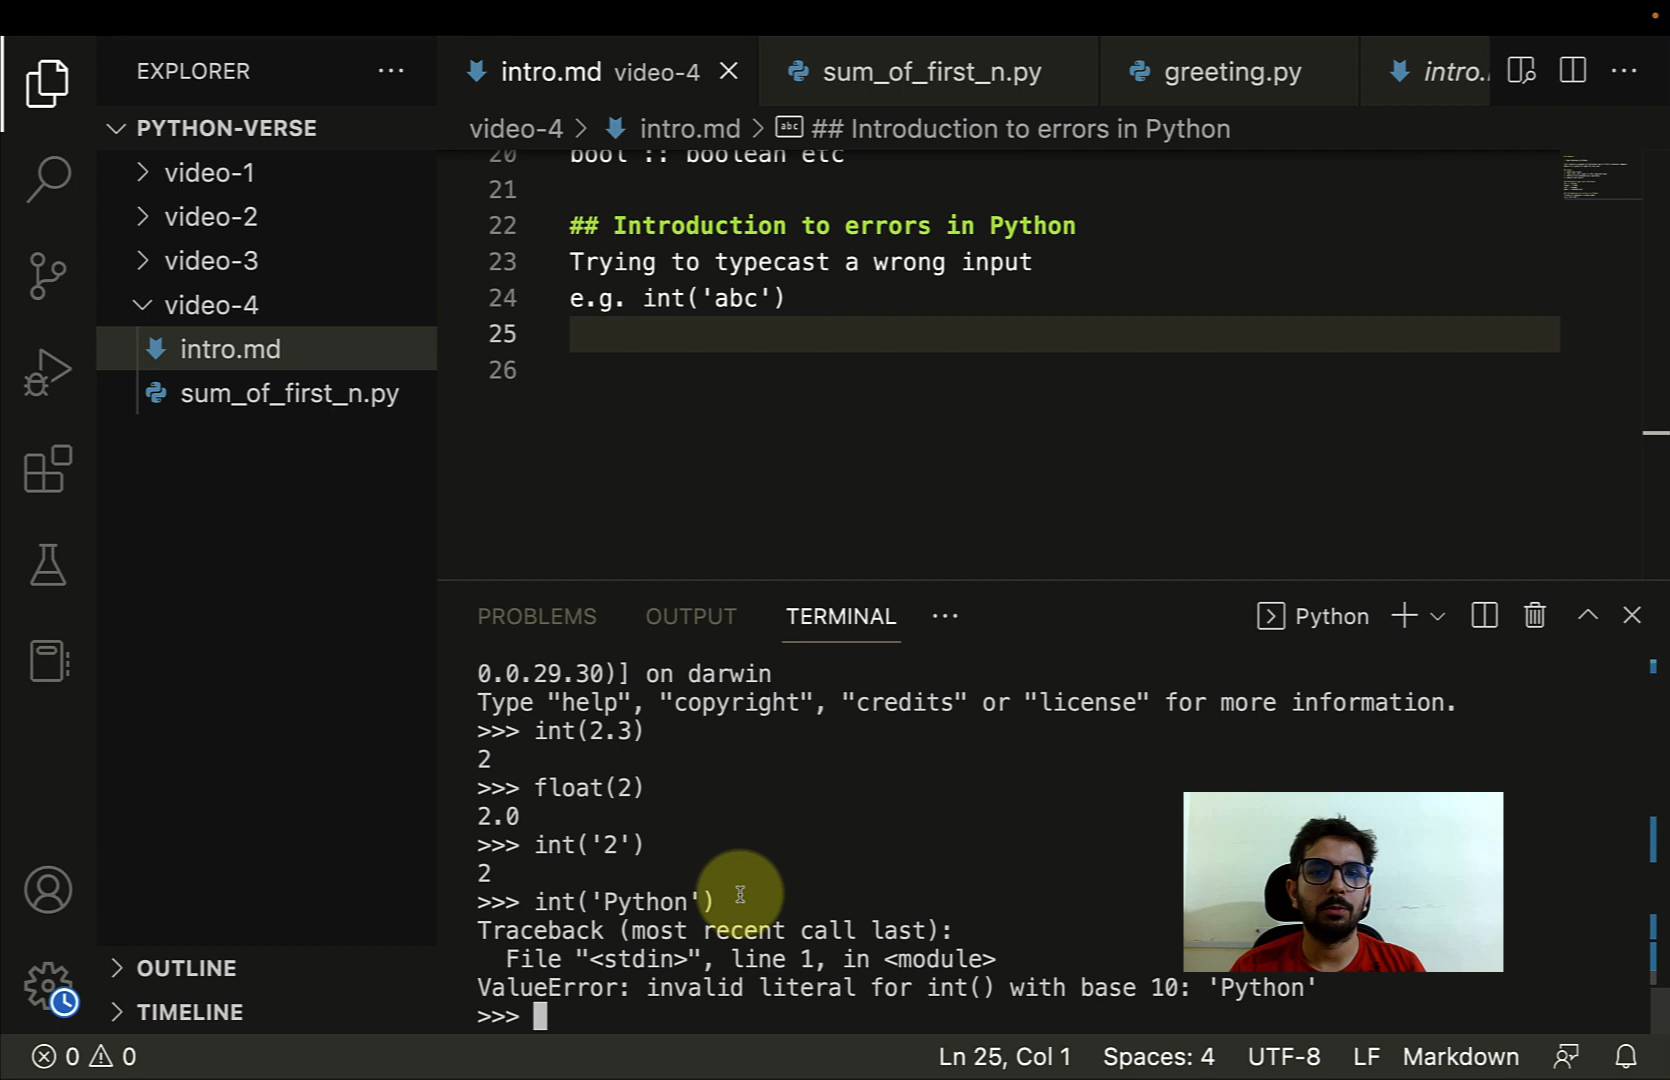 EXPLORER
PYTHON-VERSE
video-1
video-2
video-3
video-4
intro.md
sum_of_first_n.py
OUTLINE
TIMELINE
intro.md video-4
sum_of_first_n.py
greeting.py
intro.
video-4 > intro.md > abc ## Introduction to errors in Python
20 bool :: boolean etc
21
22 ## Introduction to errors in Python
23 Trying to typecast a wrong input
24 e.g. int('abc')
25
26
PROBLEMS OUTPUT TERMINAL
Python
0.0.29.30)] on darwin
Type "help", "copyright", "credits" or "license" for more information.
>>> int(2.3)
2
>>> float(2)
2.0
>>> int('2')
2
>>> int('Python')
Traceback (most recent call last):
File "<stdin>", line 1, in <module>
ValueError: invalid literal for int() with base 10: 'Python'
>>>
0 0 Ln 25, Col 1 Spaces: 4 UTF-8 LF Markdown